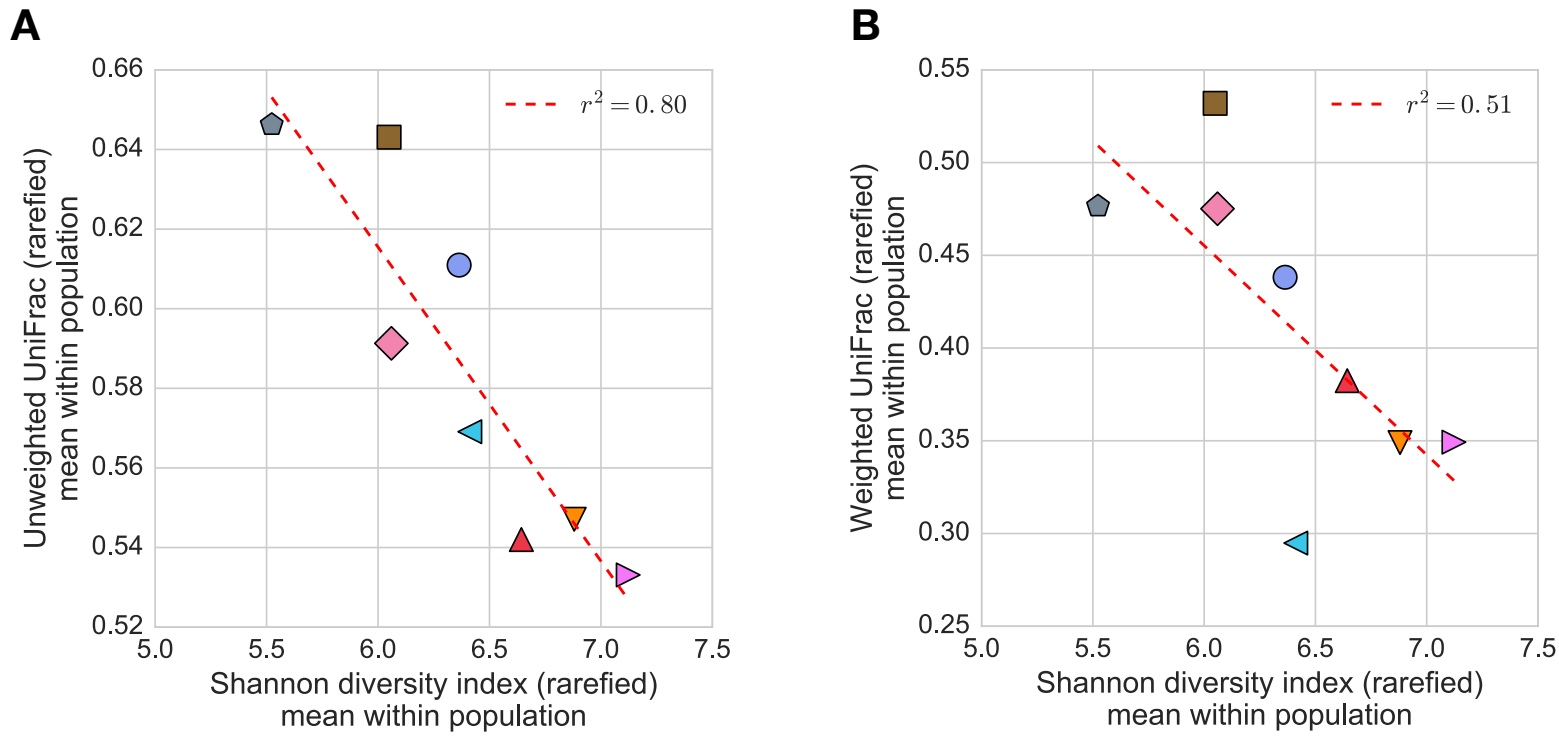 A
Unweighted UniFrac (rarefied)
mean within population
0.66
0.64
0.62
0.60
0.58
0.56
0.54
0.52
r² = 0.80
5.0 5.5 6.0 6.5 7.0 7.5
Shannon diversity index (rarefied)
mean within population
B
Weighted UniFrac (rarefied)
mean within population
0.55
0.50
0.45
0.40
0.35
0.30
0.25
r² = 0.51
5.0 5.5 6.0 6.5 7.0 7.5
Shannon diversity index (rarefied)
mean within population